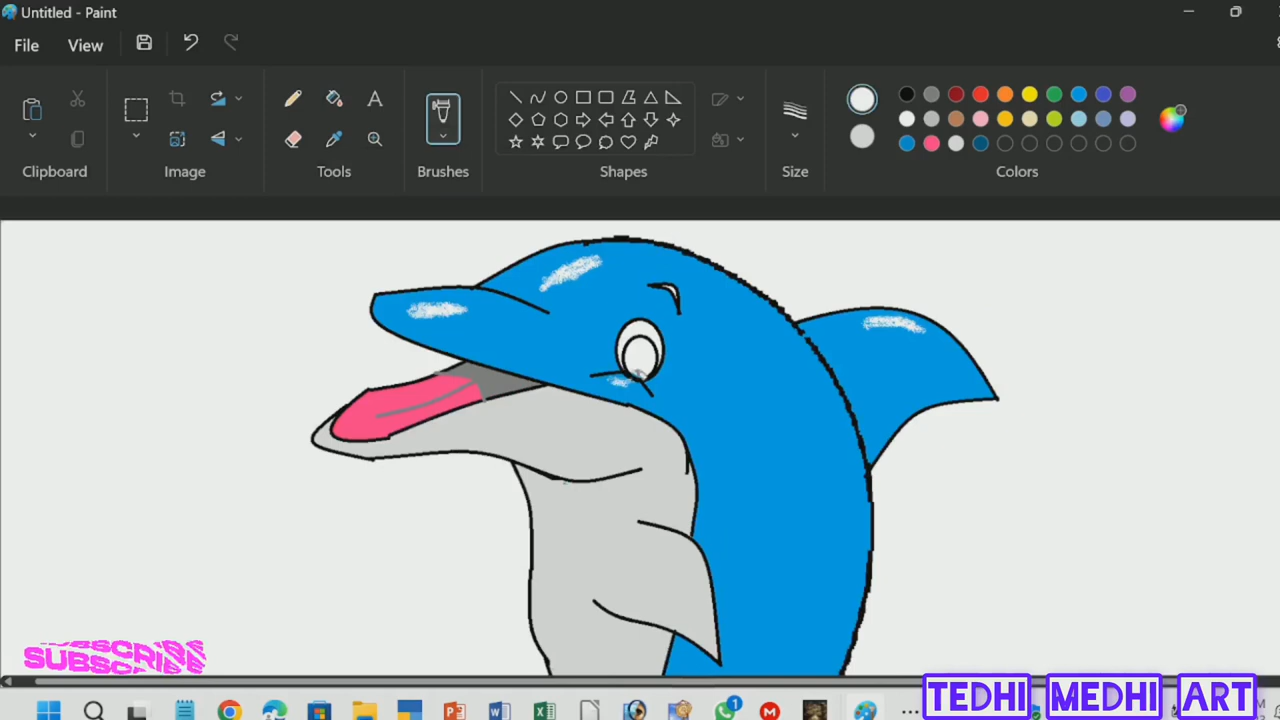 Untitled - Paint
File View
Clipboard Image Tools Brushes Shapes Size Colors
SUBSCRIBE
TEDHI MEDHI ART